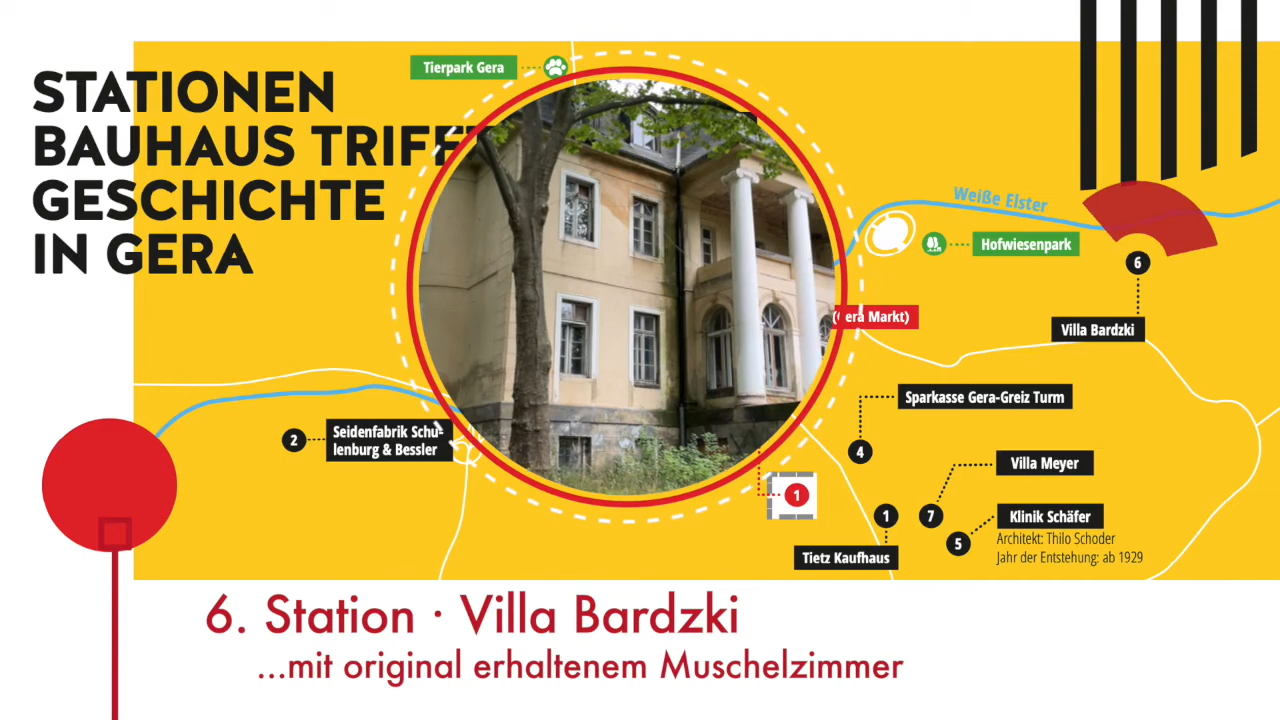 STATIONEN
BAUHAUS TRIFFT
GESCHICHTE
IN GERA
Tierpark Gera
Weiße Elster
Hofwiesenpark
6
Villa Bardzki
Gera Markt)
Sparkasse Gera-Greiz Turm
4
2
Seidenfabrik Schu-
lenburg & Bessler
Villa Meyer
1
1
7
Klinik Schäfer
5
Architekt: Thilo Schoder
Jahr der Entstehung: ab 1929
Tietz Kaufhaus
6. Station · Villa Bardzki
...mit original erhaltenem Muschelzimmer